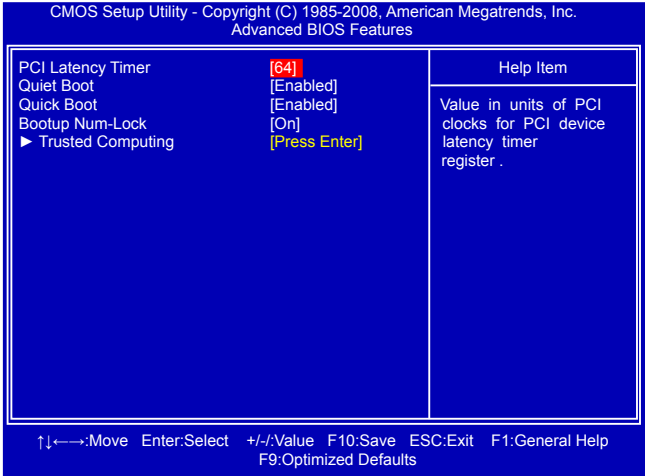 CMOS Setup Utility - Copyright (C) 1985-2008, American Megatrends, Inc.
Advanced BIOS Features
PCI Latency Timer [64]
Quiet Boot [Enabled]
Quick Boot [Enabled]
Bootup Num-Lock [On]
► Trusted Computing [Press Enter]
Help Item
Value in units of PCI
clocks for PCI device
latency timer
register .
↑↓←→:Move Enter:Select +/-/:Value F10:Save ESC:Exit F1:General Help
F9:Optimized Defaults